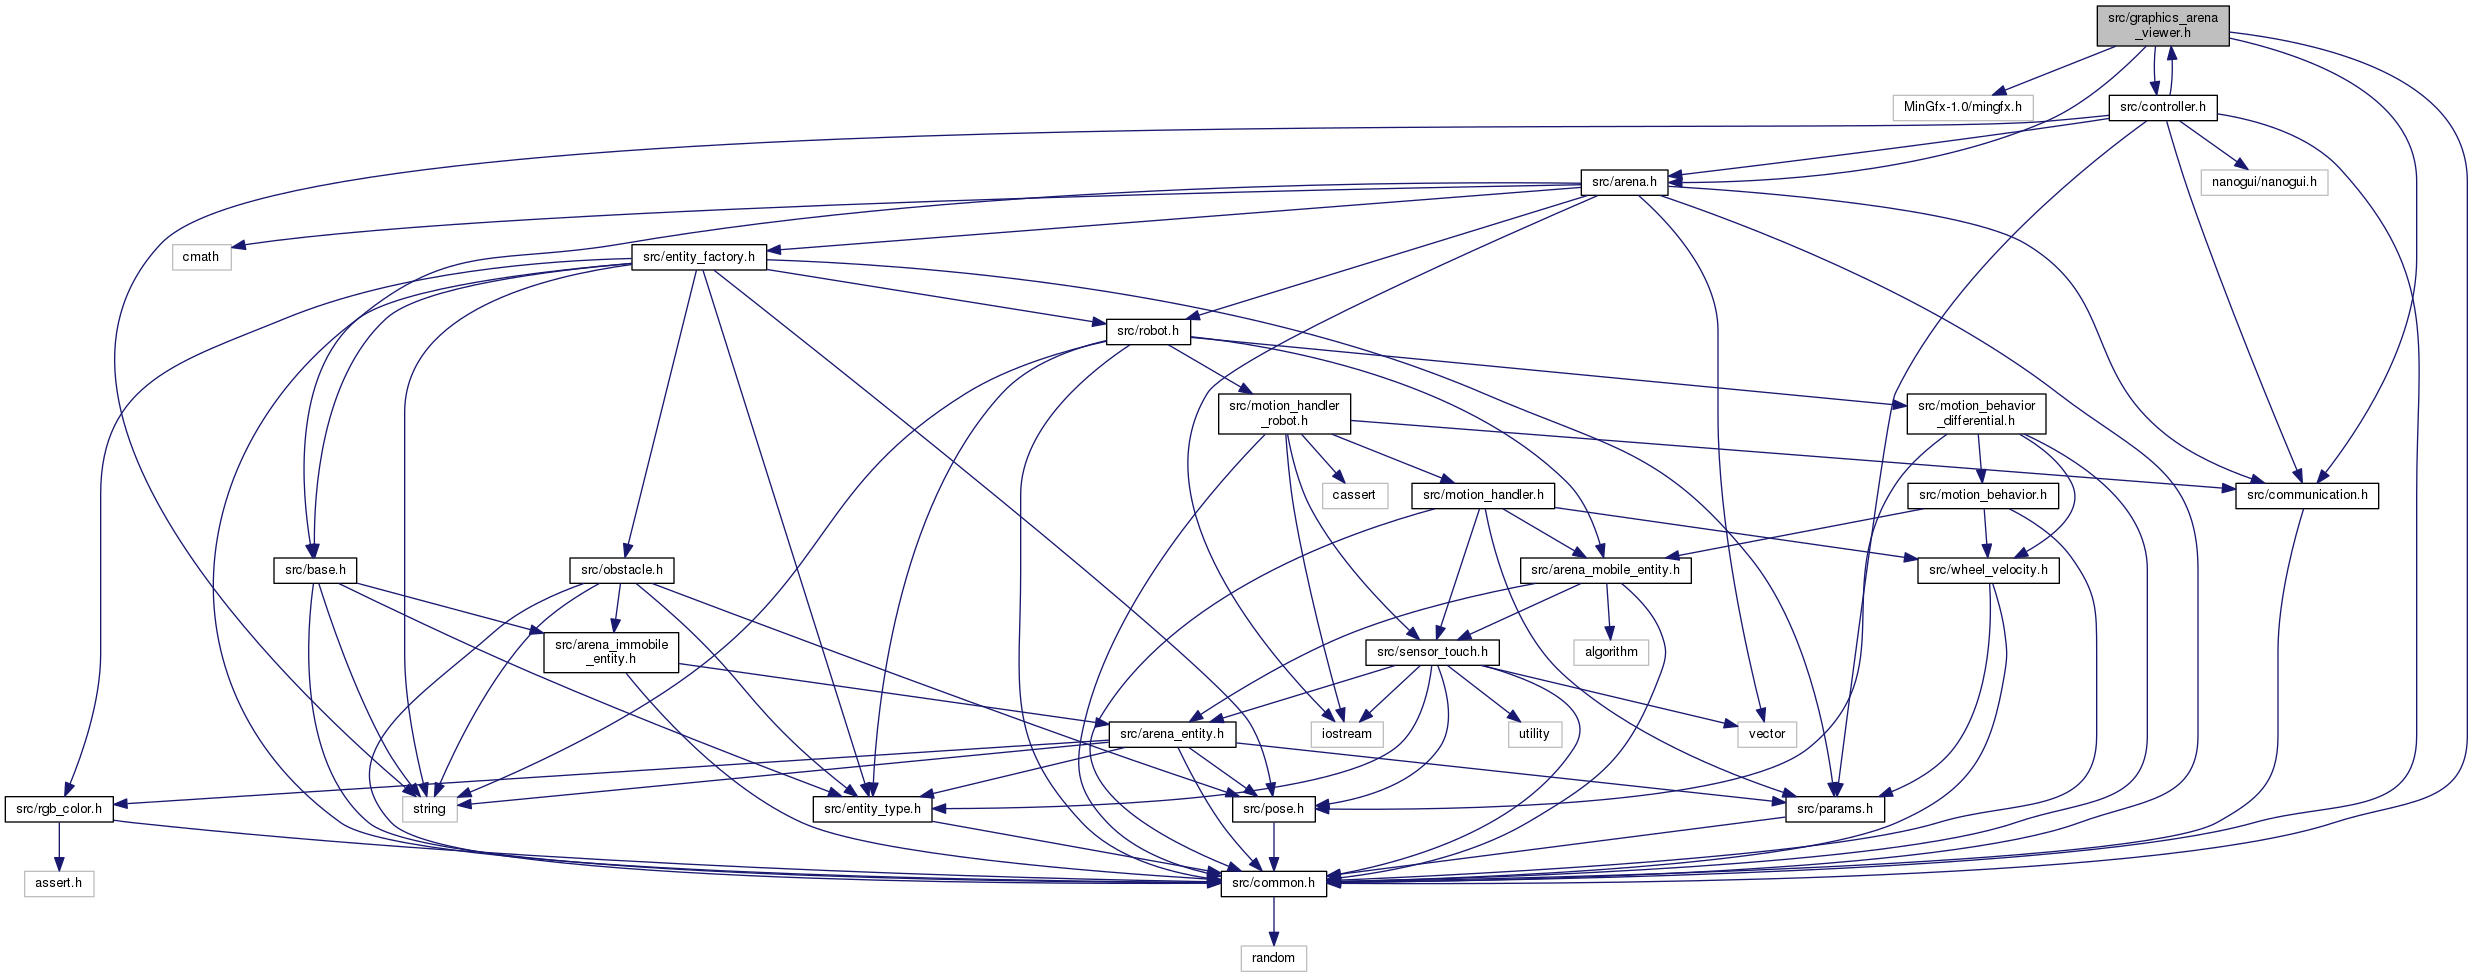 src/graphics_arena
_viewer.h
MinGfx-1.0/mingfx.h
src/controller.h
src/arena.h
nanogui/nanogui.h
cmath
src/entity_factory.h
src/robot.h
src/motion_handler
_robot.h
src/motion_behavior
_differential.h
cassert
src/motion_handler.h
src/motion_behavior.h
src/communication.h
src/base.h
src/obstacle.h
src/arena_mobile_entity.h
src/wheel_velocity.h
src/arena_immobile
_entity.h
src/sensor_touch.h
algorithm
src/arena_entity.h
iostream
utility
vector
src/rgb_color.h
string
src/entity_type.h
src/pose.h
src/params.h
assert.h
src/common.h
random